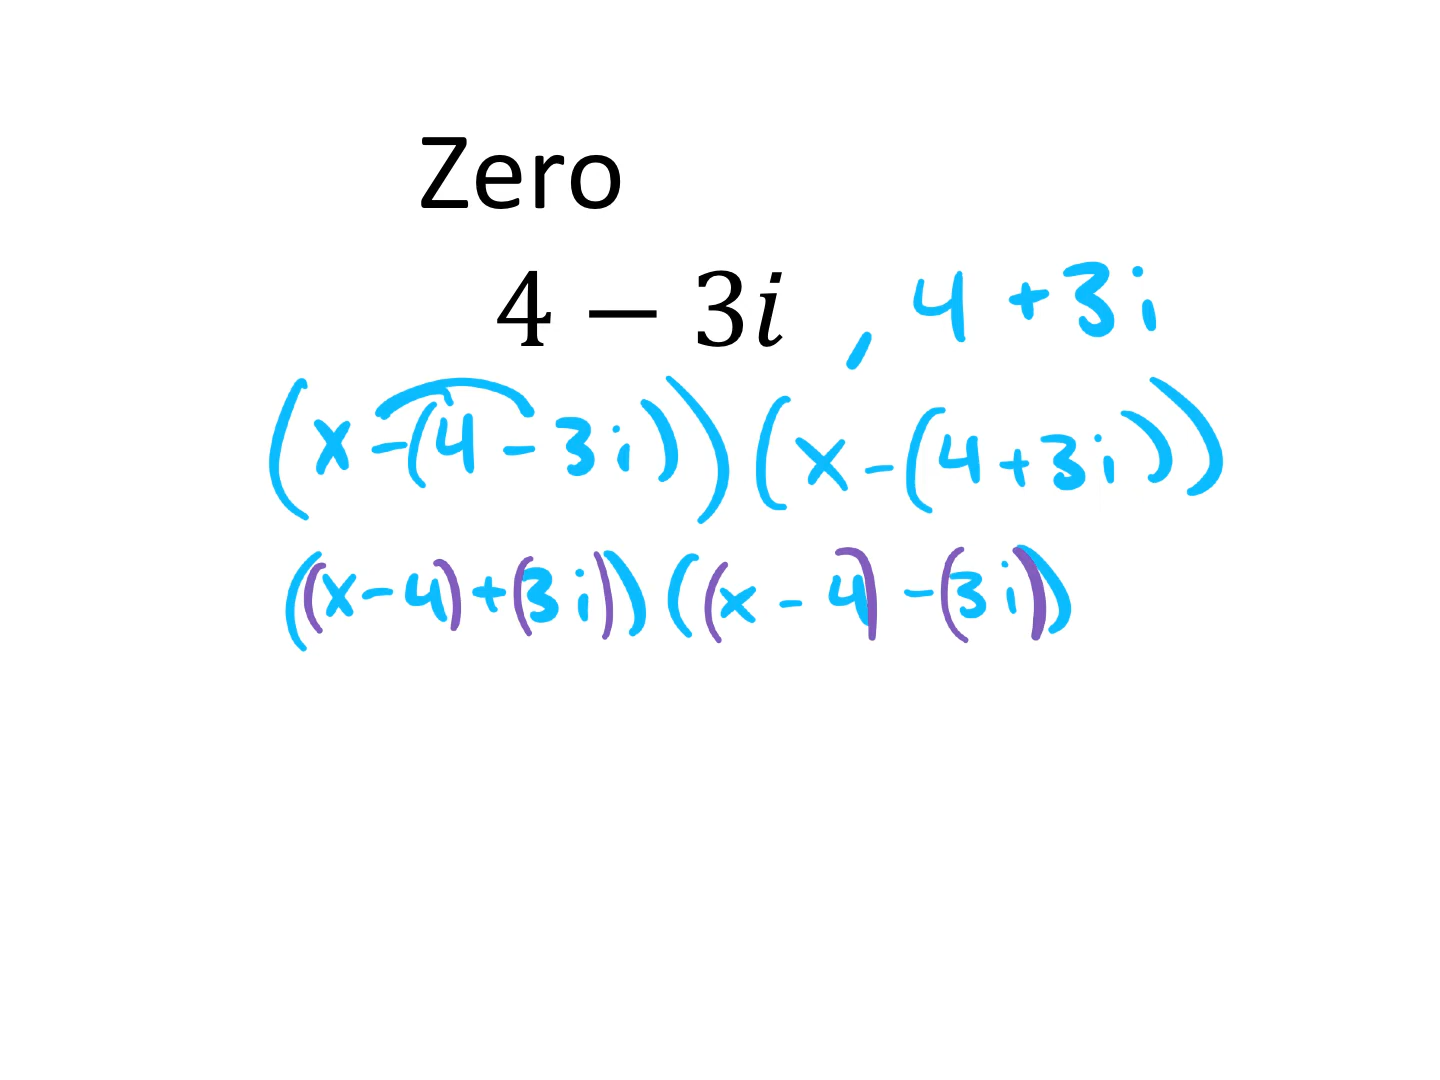 Zero
4 − 3i , 4 + 3i
(x - (4 - 3i))(x - (4 + 3i))
((x - 4) + (3i))((x - 4) - (3i))